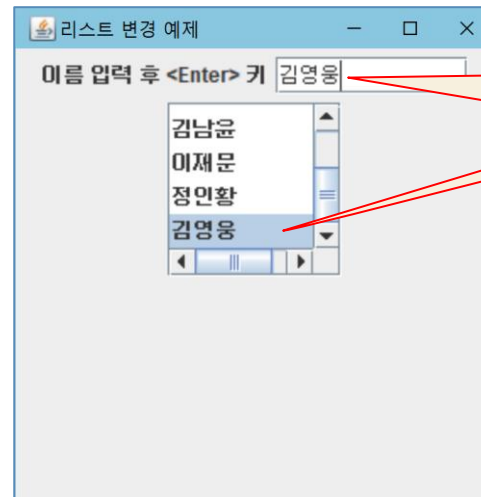 리스트 변경 예제
이름 입력 후 <Enter> 키 김영웅
김남윤
이재문
정인황
김영웅